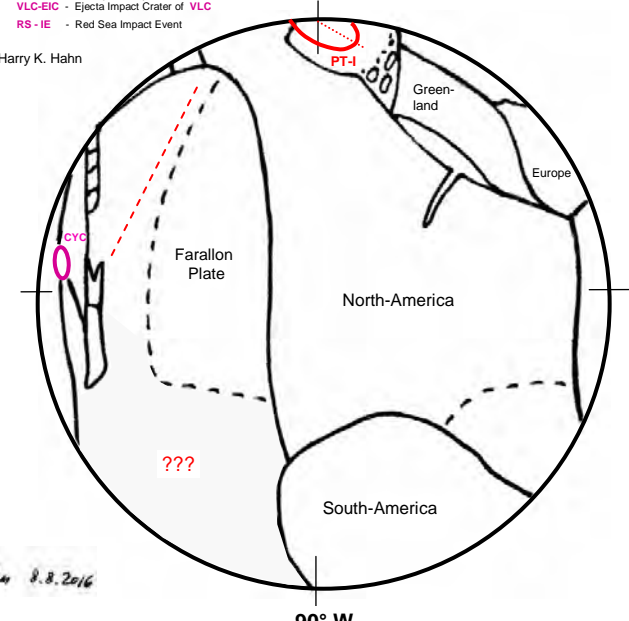 VLC-EIC - Ejecta Impact Crater of VLC
RS - IE - Red Sea Impact Event
Harry K. Hahn
PT-I
Green-
land
Europe
CYC
Farallon
Plate
North-America
???
South-America
8.8.2016
90° W